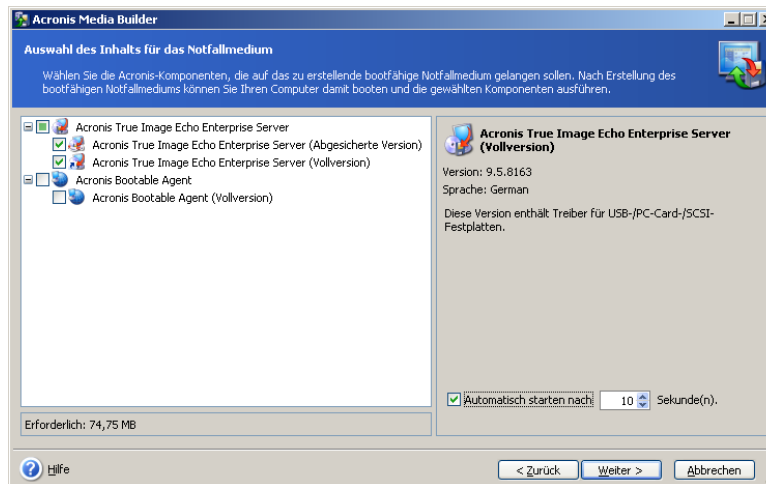 Acronis Media Builder
Auswahl des Inhalts für das Notfallmedium
Wählen Sie die Acronis-Komponenten, die auf das zu erstellende bootfähige Notfallmedium gelangen sollen. Nach Erstellung des
bootfähigen Notfallmediums können Sie Ihren Computer damit booten und die gewählten Komponenten ausführen.
Acronis True Image Echo Enterprise Server
Acronis True Image Echo Enterprise Server (Abgesicherte Version)
Acronis True Image Echo Enterprise Server (Vollversion)
Acronis Bootable Agent
Acronis Bootable Agent (Vollversion)
Erforderlich: 74,75 MB
Acronis True Image Echo Enterprise Server
(Vollversion)
Version: 9.5.8163
Sprache: German
Diese Version enthält Treiber für USB-/PC-Card-/SCSI-
Festplatten.
Automatisch starten nach 10 Sekunde(n).
Hilfe
< Zurück Weiter > Abbrechen